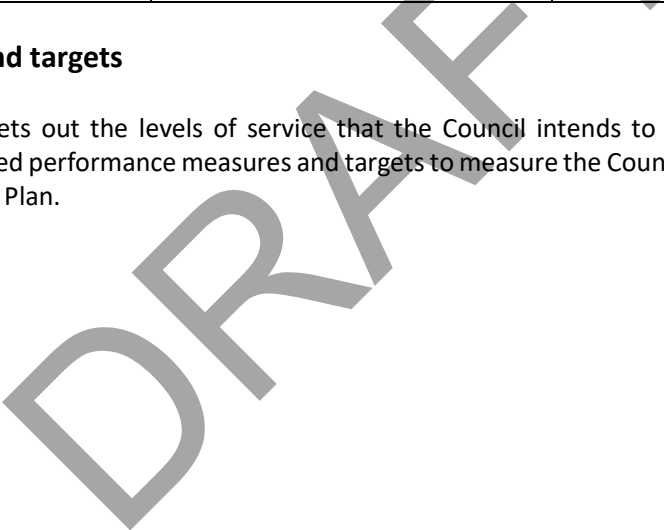 nd targets
ets out the levels of service that the Council intends to
ed performance measures and targets to measure the Coun
Plan.
DRAF